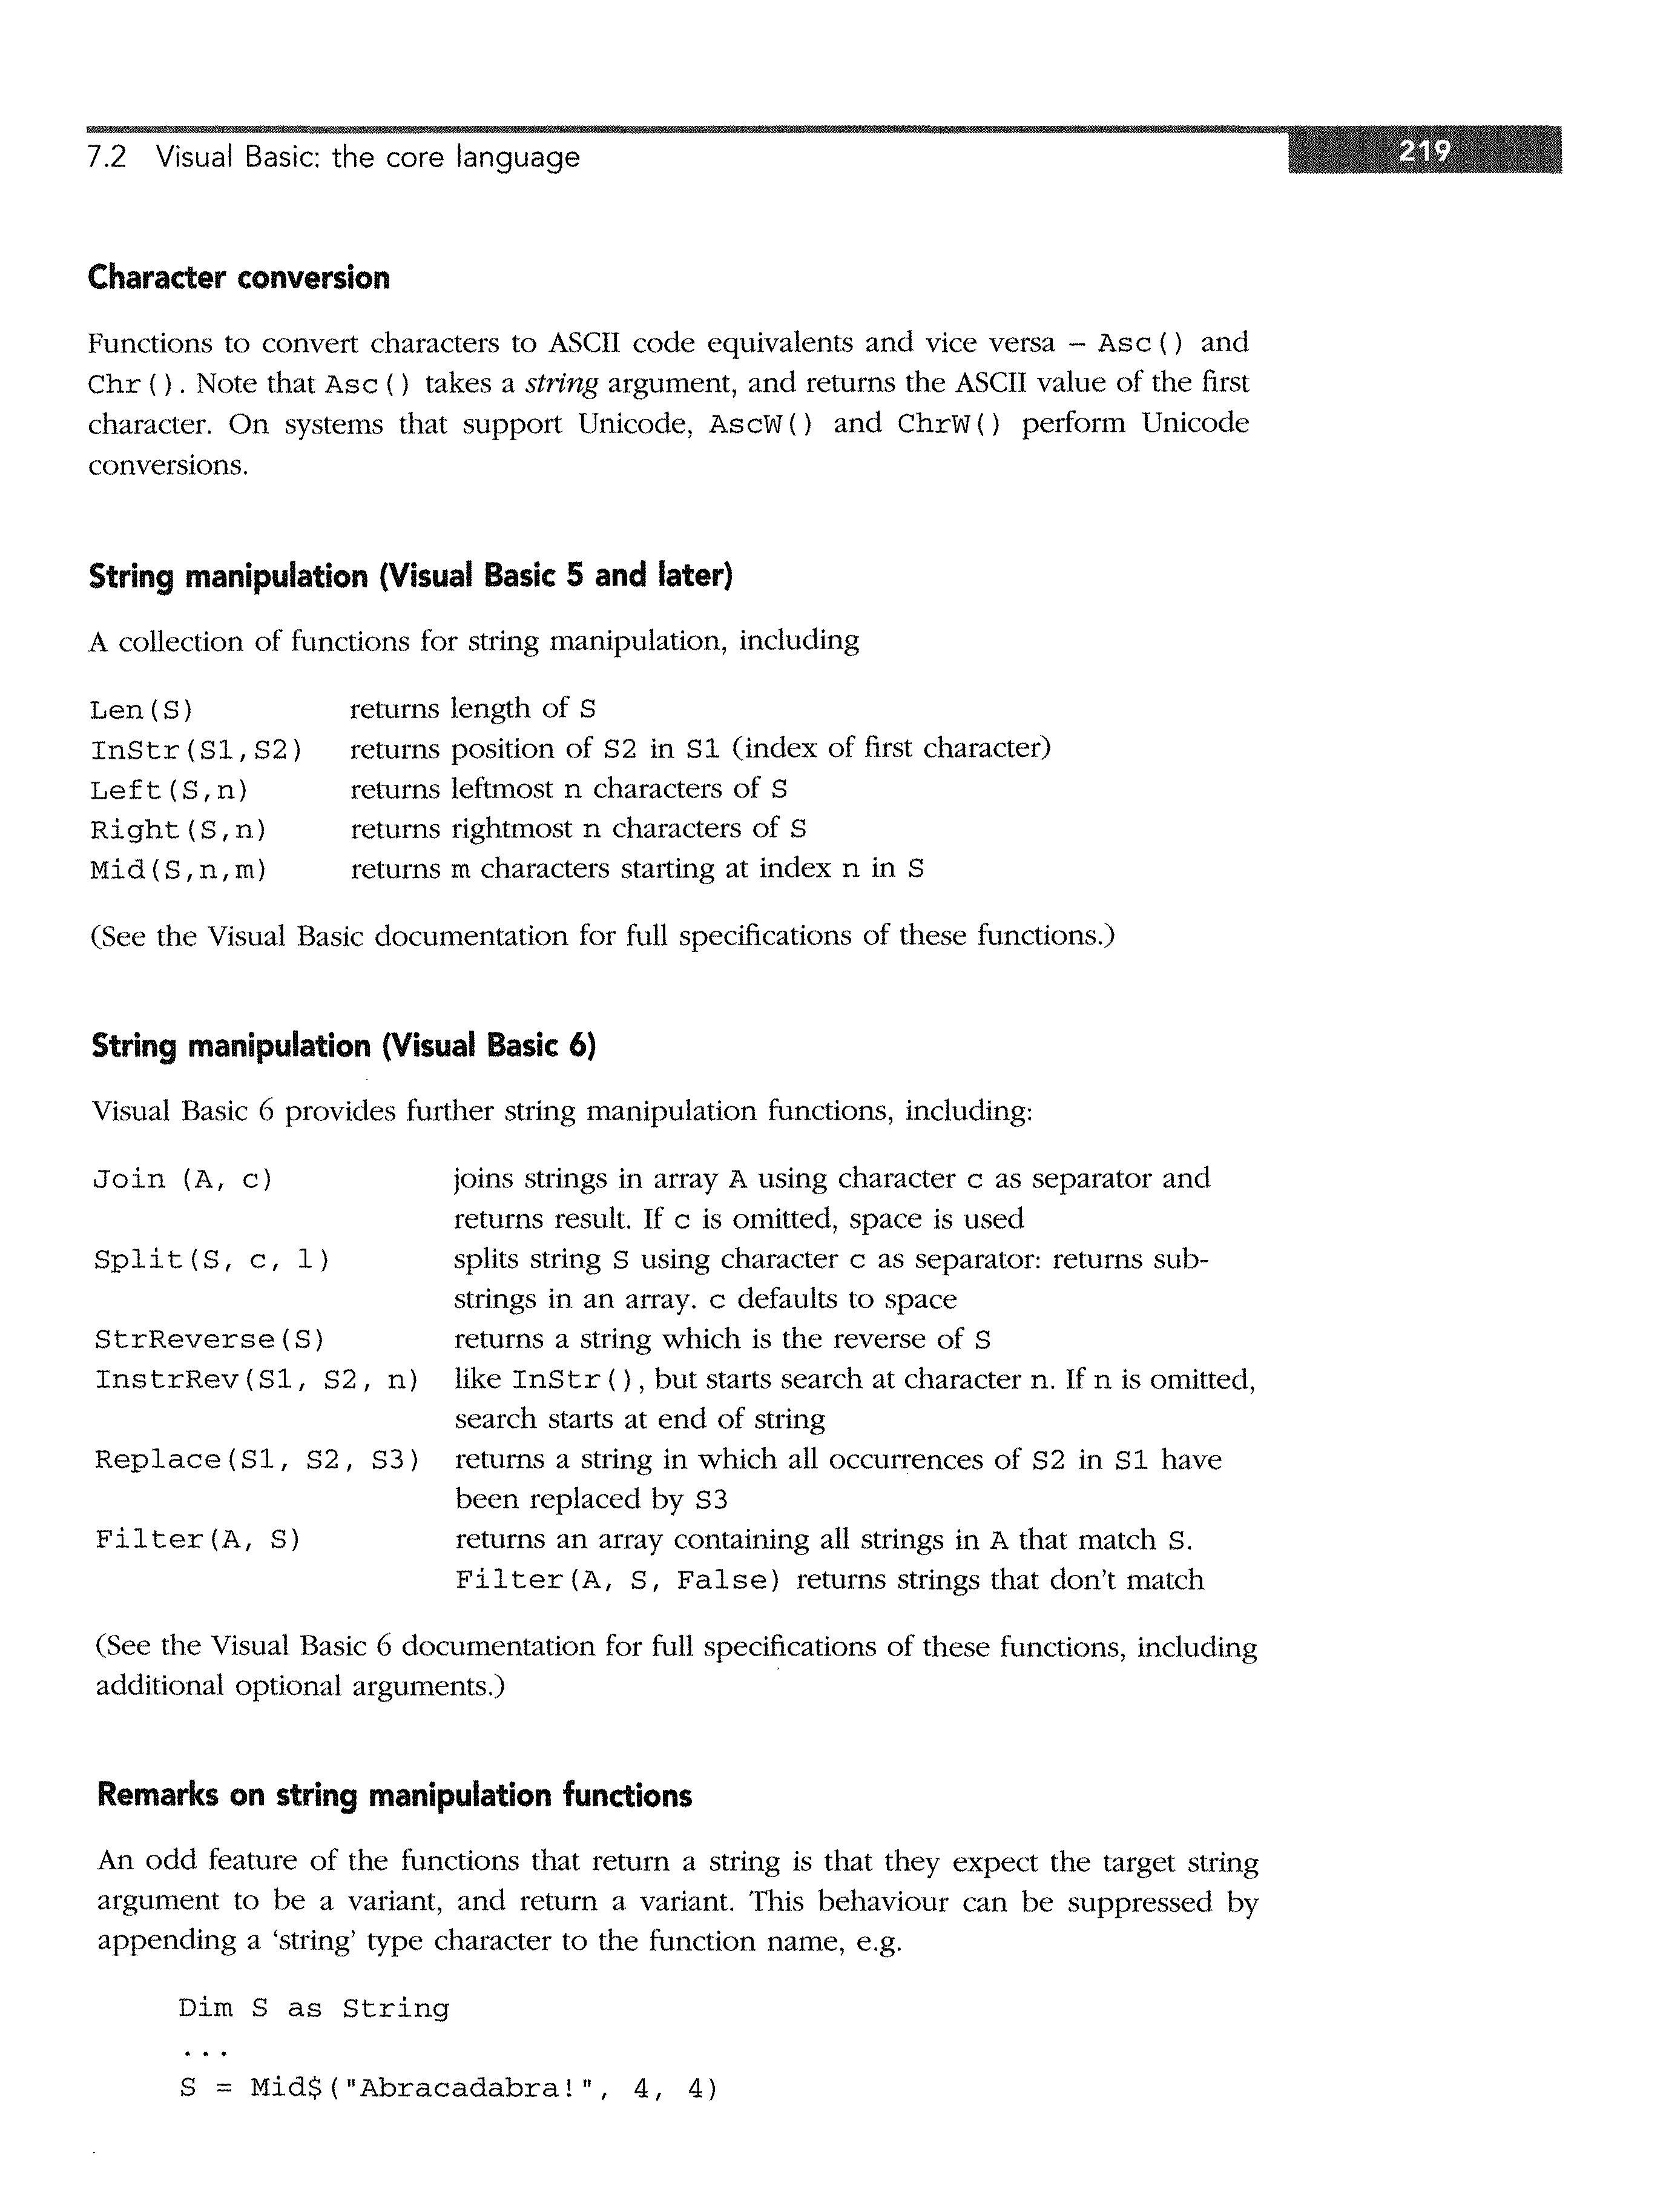 7.2 Visual Basic: the core language
219
Character conversion
Functions to convert characters to ASCII code equivalents and vice versa – Asc() and
Chr(). Note that Asc() takes a string argument, and returns the ASCII value of the first
character. On systems that support Unicode, AscW() and ChrW() perform Unicode
conversions.
String manipulation (Visual Basic 5 and later)
A collection of functions for string manipulation, including
Len(S) returns length of S
InStr(S1,S2) returns position of S2 in S1 (index of first character)
Left(S,n) returns leftmost n characters of S
Right(S,n) returns rightmost n characters of S
Mid(S,n,m) returns m characters starting at index n in S
(See the Visual Basic documentation for full specifications of these functions.)
String manipulation (Visual Basic 6)
Visual Basic 6 provides further string manipulation functions, including:
Join (A, c) joins strings in array A using character c as separator and
returns result. If c is omitted, space is used
Split(S, c, l) splits string S using character c as separator: returns sub-
strings in an array. c defaults to space
StrReverse(S) returns a string which is the reverse of S
InstrRev(S1, S2, n) like InStr(), but starts search at character n. If n is omitted,
search starts at end of string
Replace(S1, S2, S3) returns a string in which all occurrences of S2 in S1 have
been replaced by S3
Filter(A, S) returns an array containing all strings in A that match S.
Filter(A, S, False) returns strings that don't match
(See the Visual Basic 6 documentation for full specifications of these functions, including
additional optional arguments.)
Remarks on string manipulation functions
An odd feature of the functions that return a string is that they expect the target string
argument to be a variant, and return a variant. This behaviour can be suppressed by
appending a 'string' type character to the function name, e.g.
Dim S as String
...
S = Mid$("Abracadabra!", 4, 4)